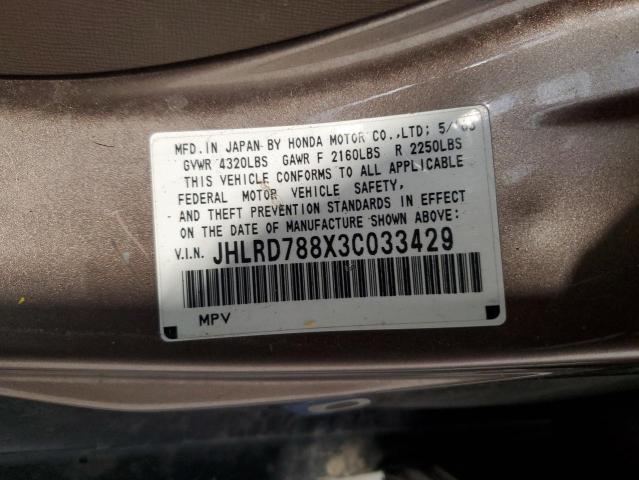 MFD. IN JAPAN BY HONDA MOTOR CO.,LTD; 5/'03
GVWR 4320LBS GAWR F 2160LBS R 2250LBS
THIS VEHICLE CONFORMS TO ALL APPLICABLE
FEDERAL MOTOR VEHICLE SAFETY,
AND THEFT PREVENTION STANDARDS IN EFFECT
ON THE DATE OF MANUFACTURE SHOWN ABOVE:
V.I.N. JHLRD788X3C033429
MPV